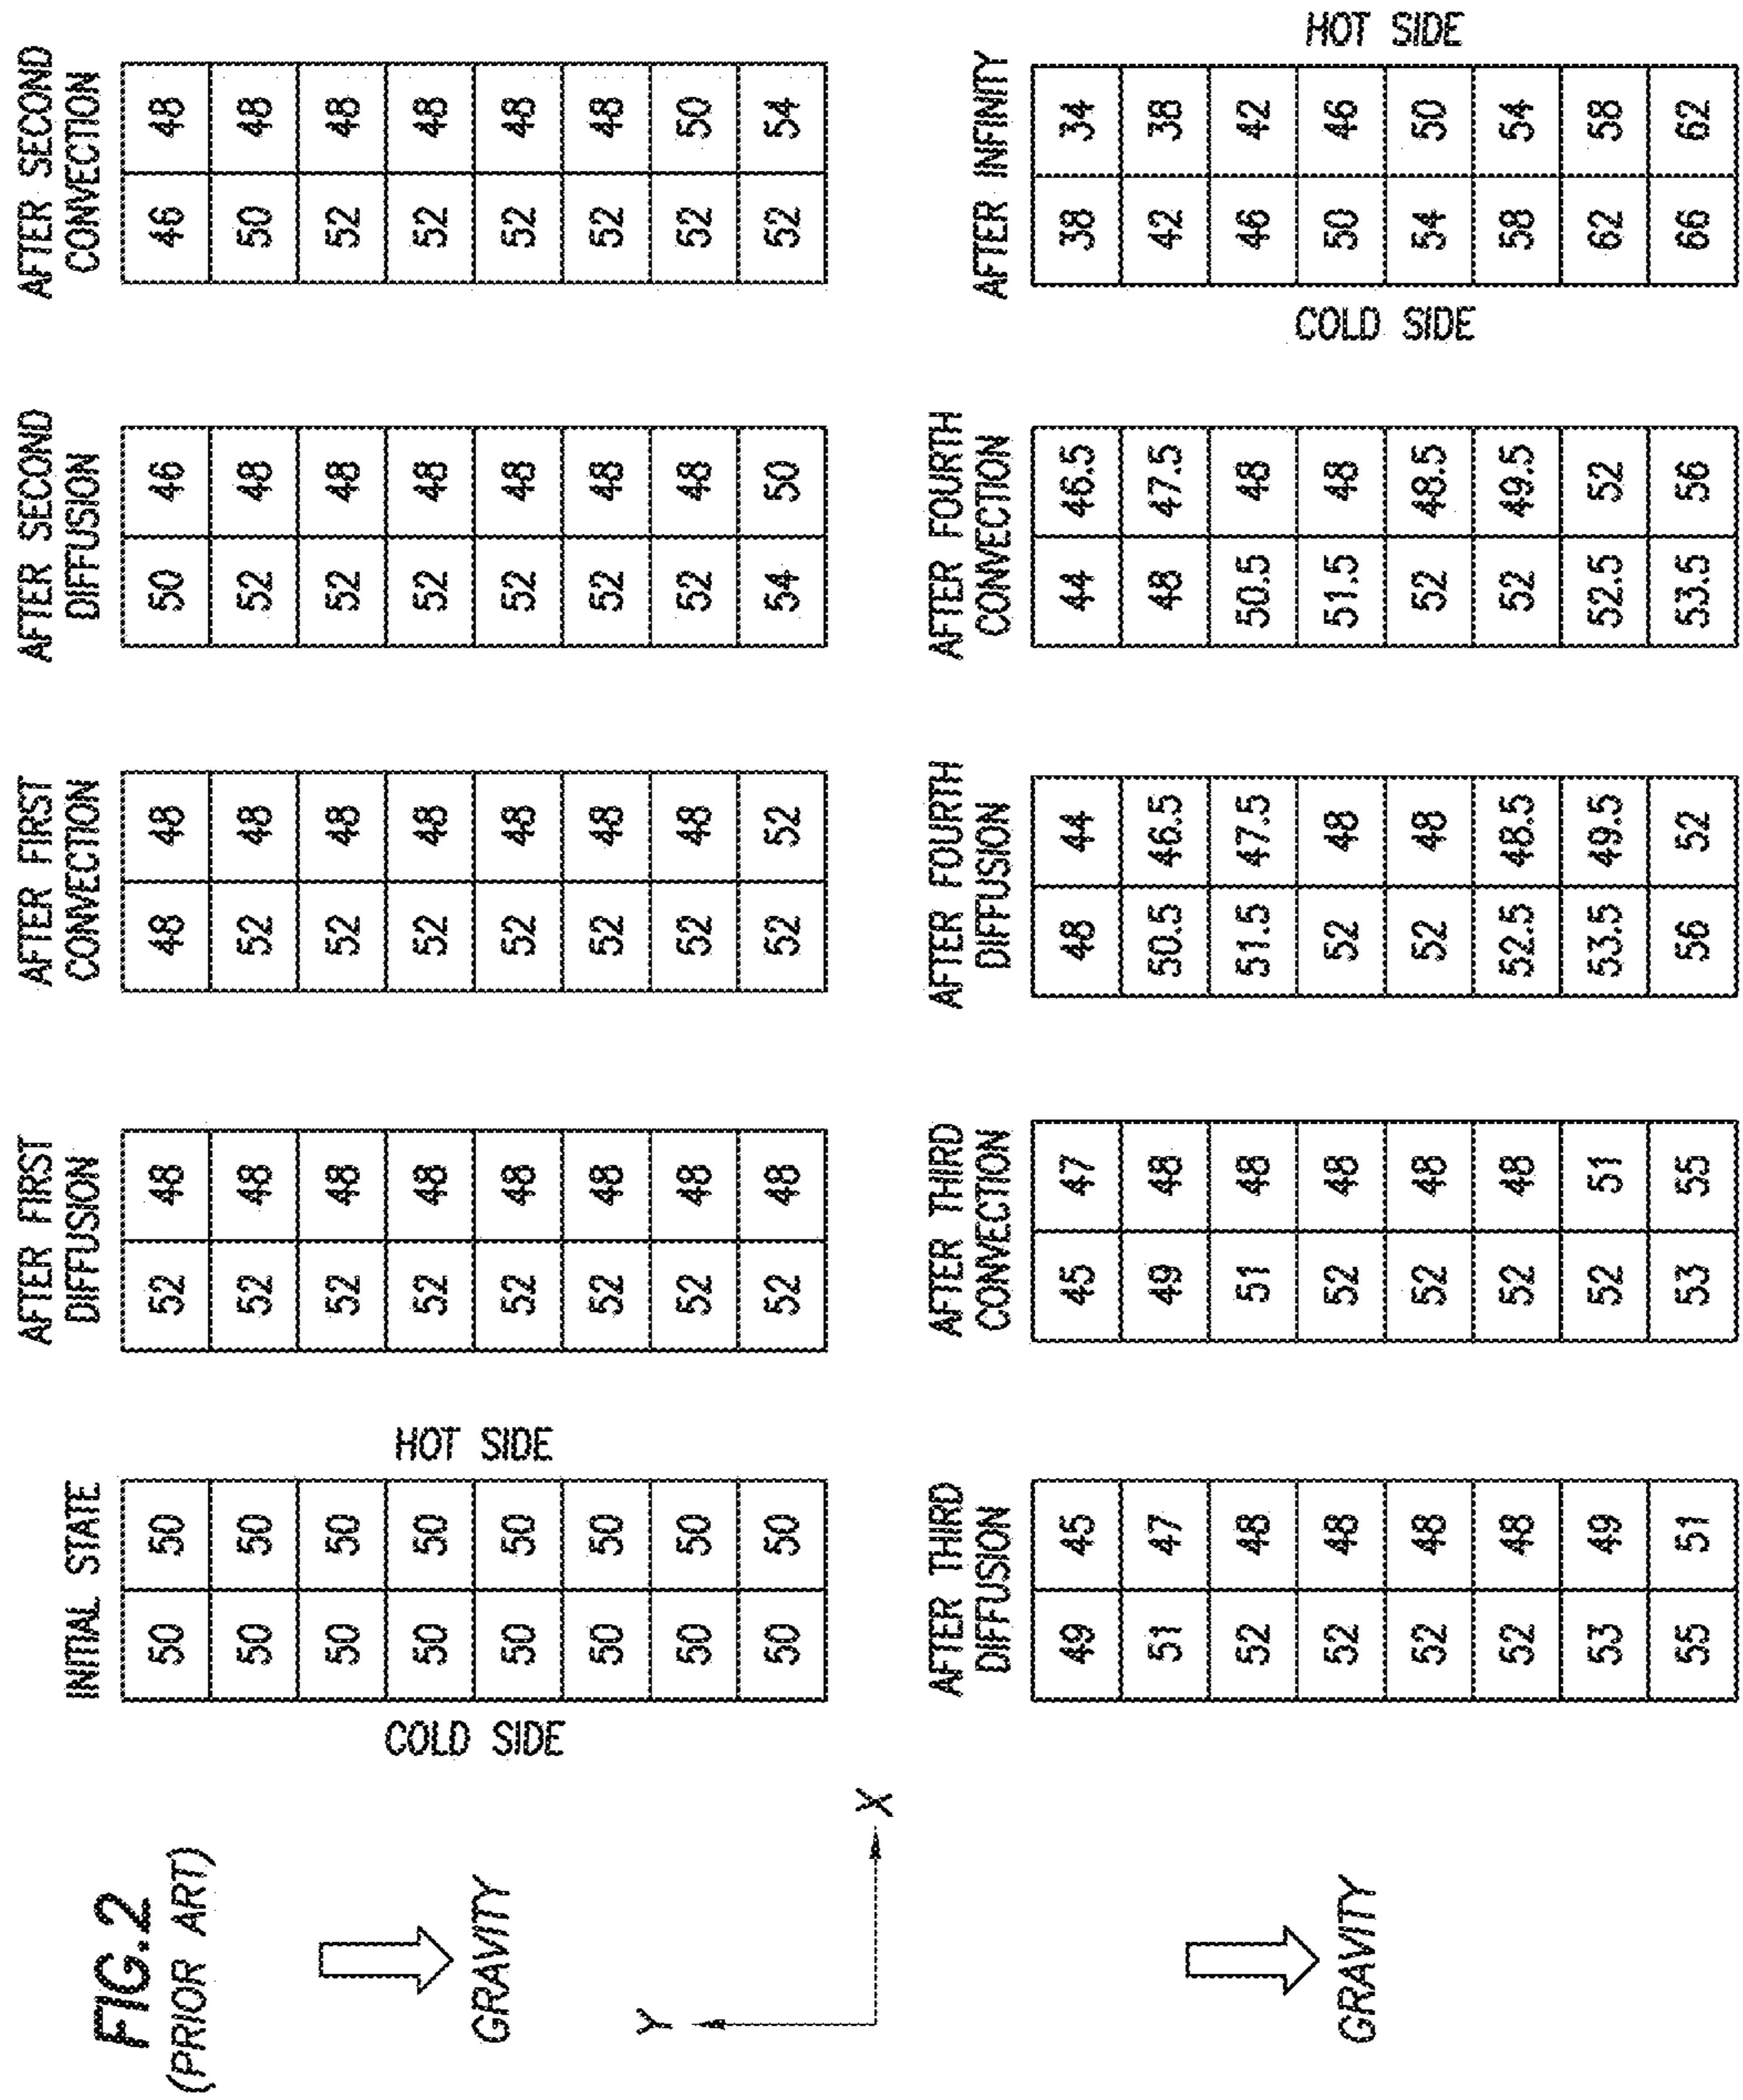 FIG.2
(PRIOR ART)
GRAVITY
Y
X
INITIAL STATE
COLD SIDE
HOT SIDE
50 50
50 50
50 50
50 50
50 50
50 50
50 50
50 50
AFTER FIRST
DIFFUSION
52 48
52 48
52 48
52 48
52 48
52 48
52 48
52 48
AFTER FIRST
CONVECTION
48 48
52 48
52 48
52 48
52 48
52 48
52 48
52 52
AFTER SECOND
DIFFUSION
50 46
52 48
52 48
52 48
52 48
52 48
52 48
54 50
AFTER SECOND
CONVECTION
46 48
50 48
52 48
52 48
52 48
52 48
52 50
52 54
GRAVITY
AFTER THIRD
DIFFUSION
49 45
51 47
52 48
52 48
52 48
52 48
53 49
55 51
AFTER THIRD
CONVECTION
45 47
49 48
51 48
52 48
52 48
52 48
52 51
53 55
AFTER FOURTH
DIFFUSION
48 44
50.5 46.5
51.5 47.5
52 48
52 48
52.5 48.5
53.5 49.5
56 52
AFTER FOURTH
CONVECTION
44 46.5
48 47.5
50.5 48
51.5 48
52 48.5
52 49.5
52.5 52
53.5 56
AFTER INFINITY
COLD SIDE
HOT SIDE
38 34
42 38
46 42
50 46
54 50
58 54
62 58
66 62